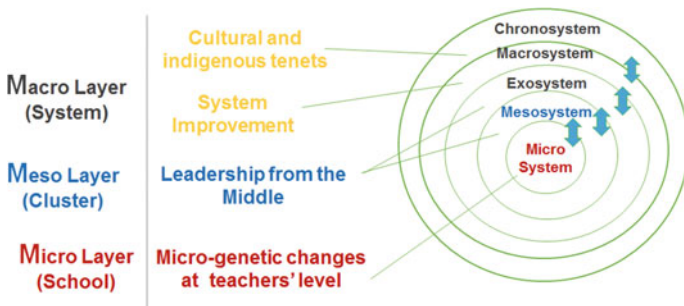 Macro Layer
(System)
Meso Layer
(Cluster)
Micro Layer
(School)
Cultural and
indigenous tenets
System
Improvement
Leadership from the
Middle
Micro-genetic changes
at teachers' level
Chronosystem
Macrosystem
Exosystem
Mesosystem
Micro
System